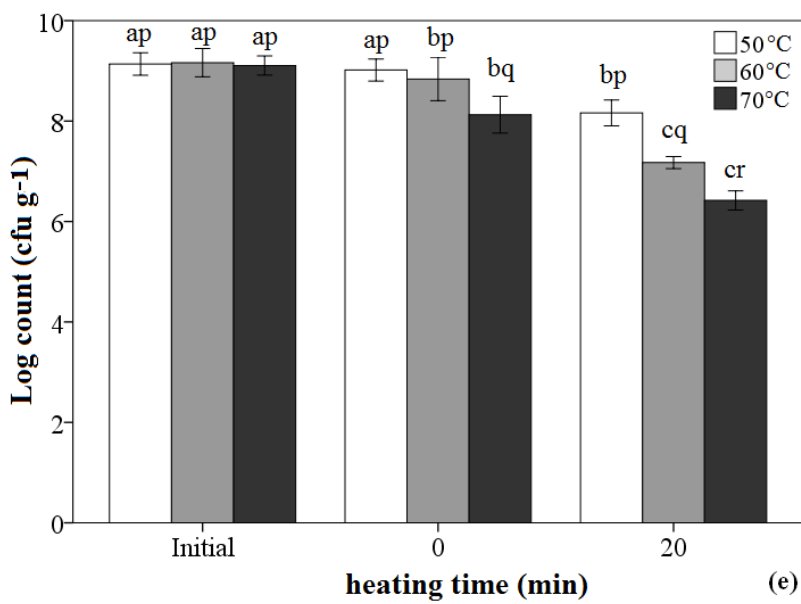 10
8
6
4
2
0
Log count (cfu g-1)
ap ap ap
ap bp bq
bp cq cr
50°C
60°C
70°C
Initial 0 20
heating time (min)
(e)